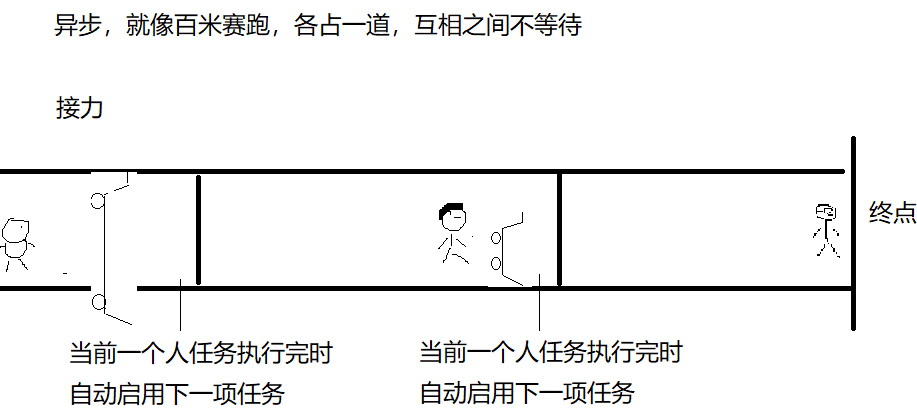 异步，就像百米赛跑，各占一道，互相之间不等待
接力
终点
当前一个人任务执行完时
自动启用下一项任务
当前一个人任务执行完时
自动启用下一项任务